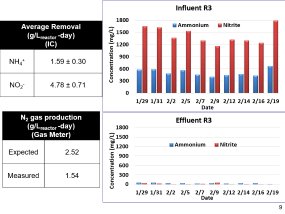 Average Removal
(g/Lreactor -day)
(IC)
NH₄⁺ 1.59 ± 0.30
NO₂⁻ 4.78 ± 0.71
N₂ gas production
(g/Lreactor -day)
(Gas Meter)
Expected 2.52
Measured 1.54
Influent R3
Concentration (mg/L)
1800
1500
1200
900
600
300
0
Ammonium Nitrite
1/29 1/31 2/2 2/5 2/7 2/9 2/12 2/14 2/16 2/19
Date
Effluent R3
Concentration (mg/L)
1800
1500
1200
900
600
300
0
Ammonium Nitrite
1/29 1/31 2/2 2/5 2/7 2/9 2/12 2/14 2/16 2/19
Date
9